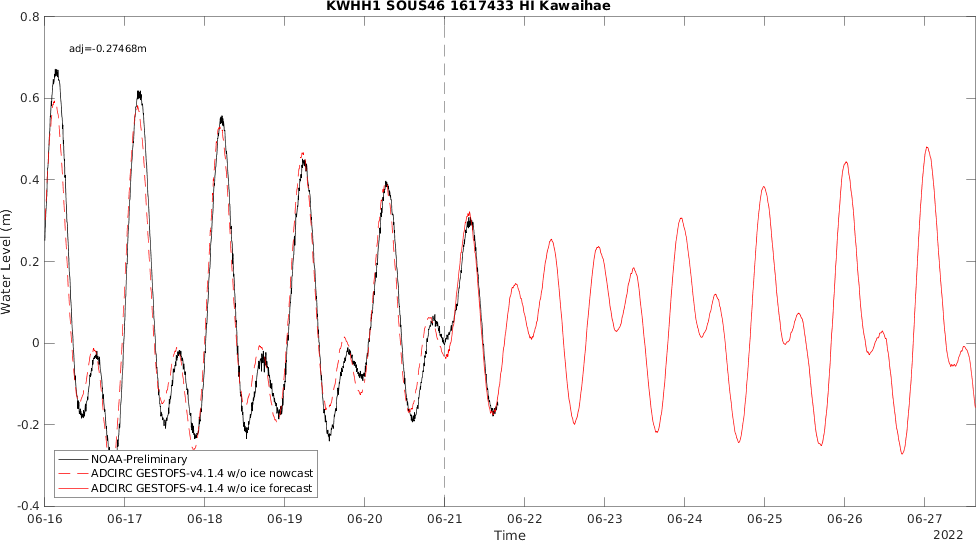 KWHH1 SOUS46 1617433 HI Kawaihae
adj=-0.27468m
0.8
0.6
0.4
0.2
0
-0.2
-0.4
Water Level (m)
NOAA-Preliminary
ADCIRC GESTOFS-v4.1.4 w/o ice nowcast
ADCIRC GESTOFS-v4.1.4 w/o ice forecast
06-16 06-17 06-18 06-19 06-20 06-21 06-22 06-23 06-24 06-25 06-26 06-27
Time
2022